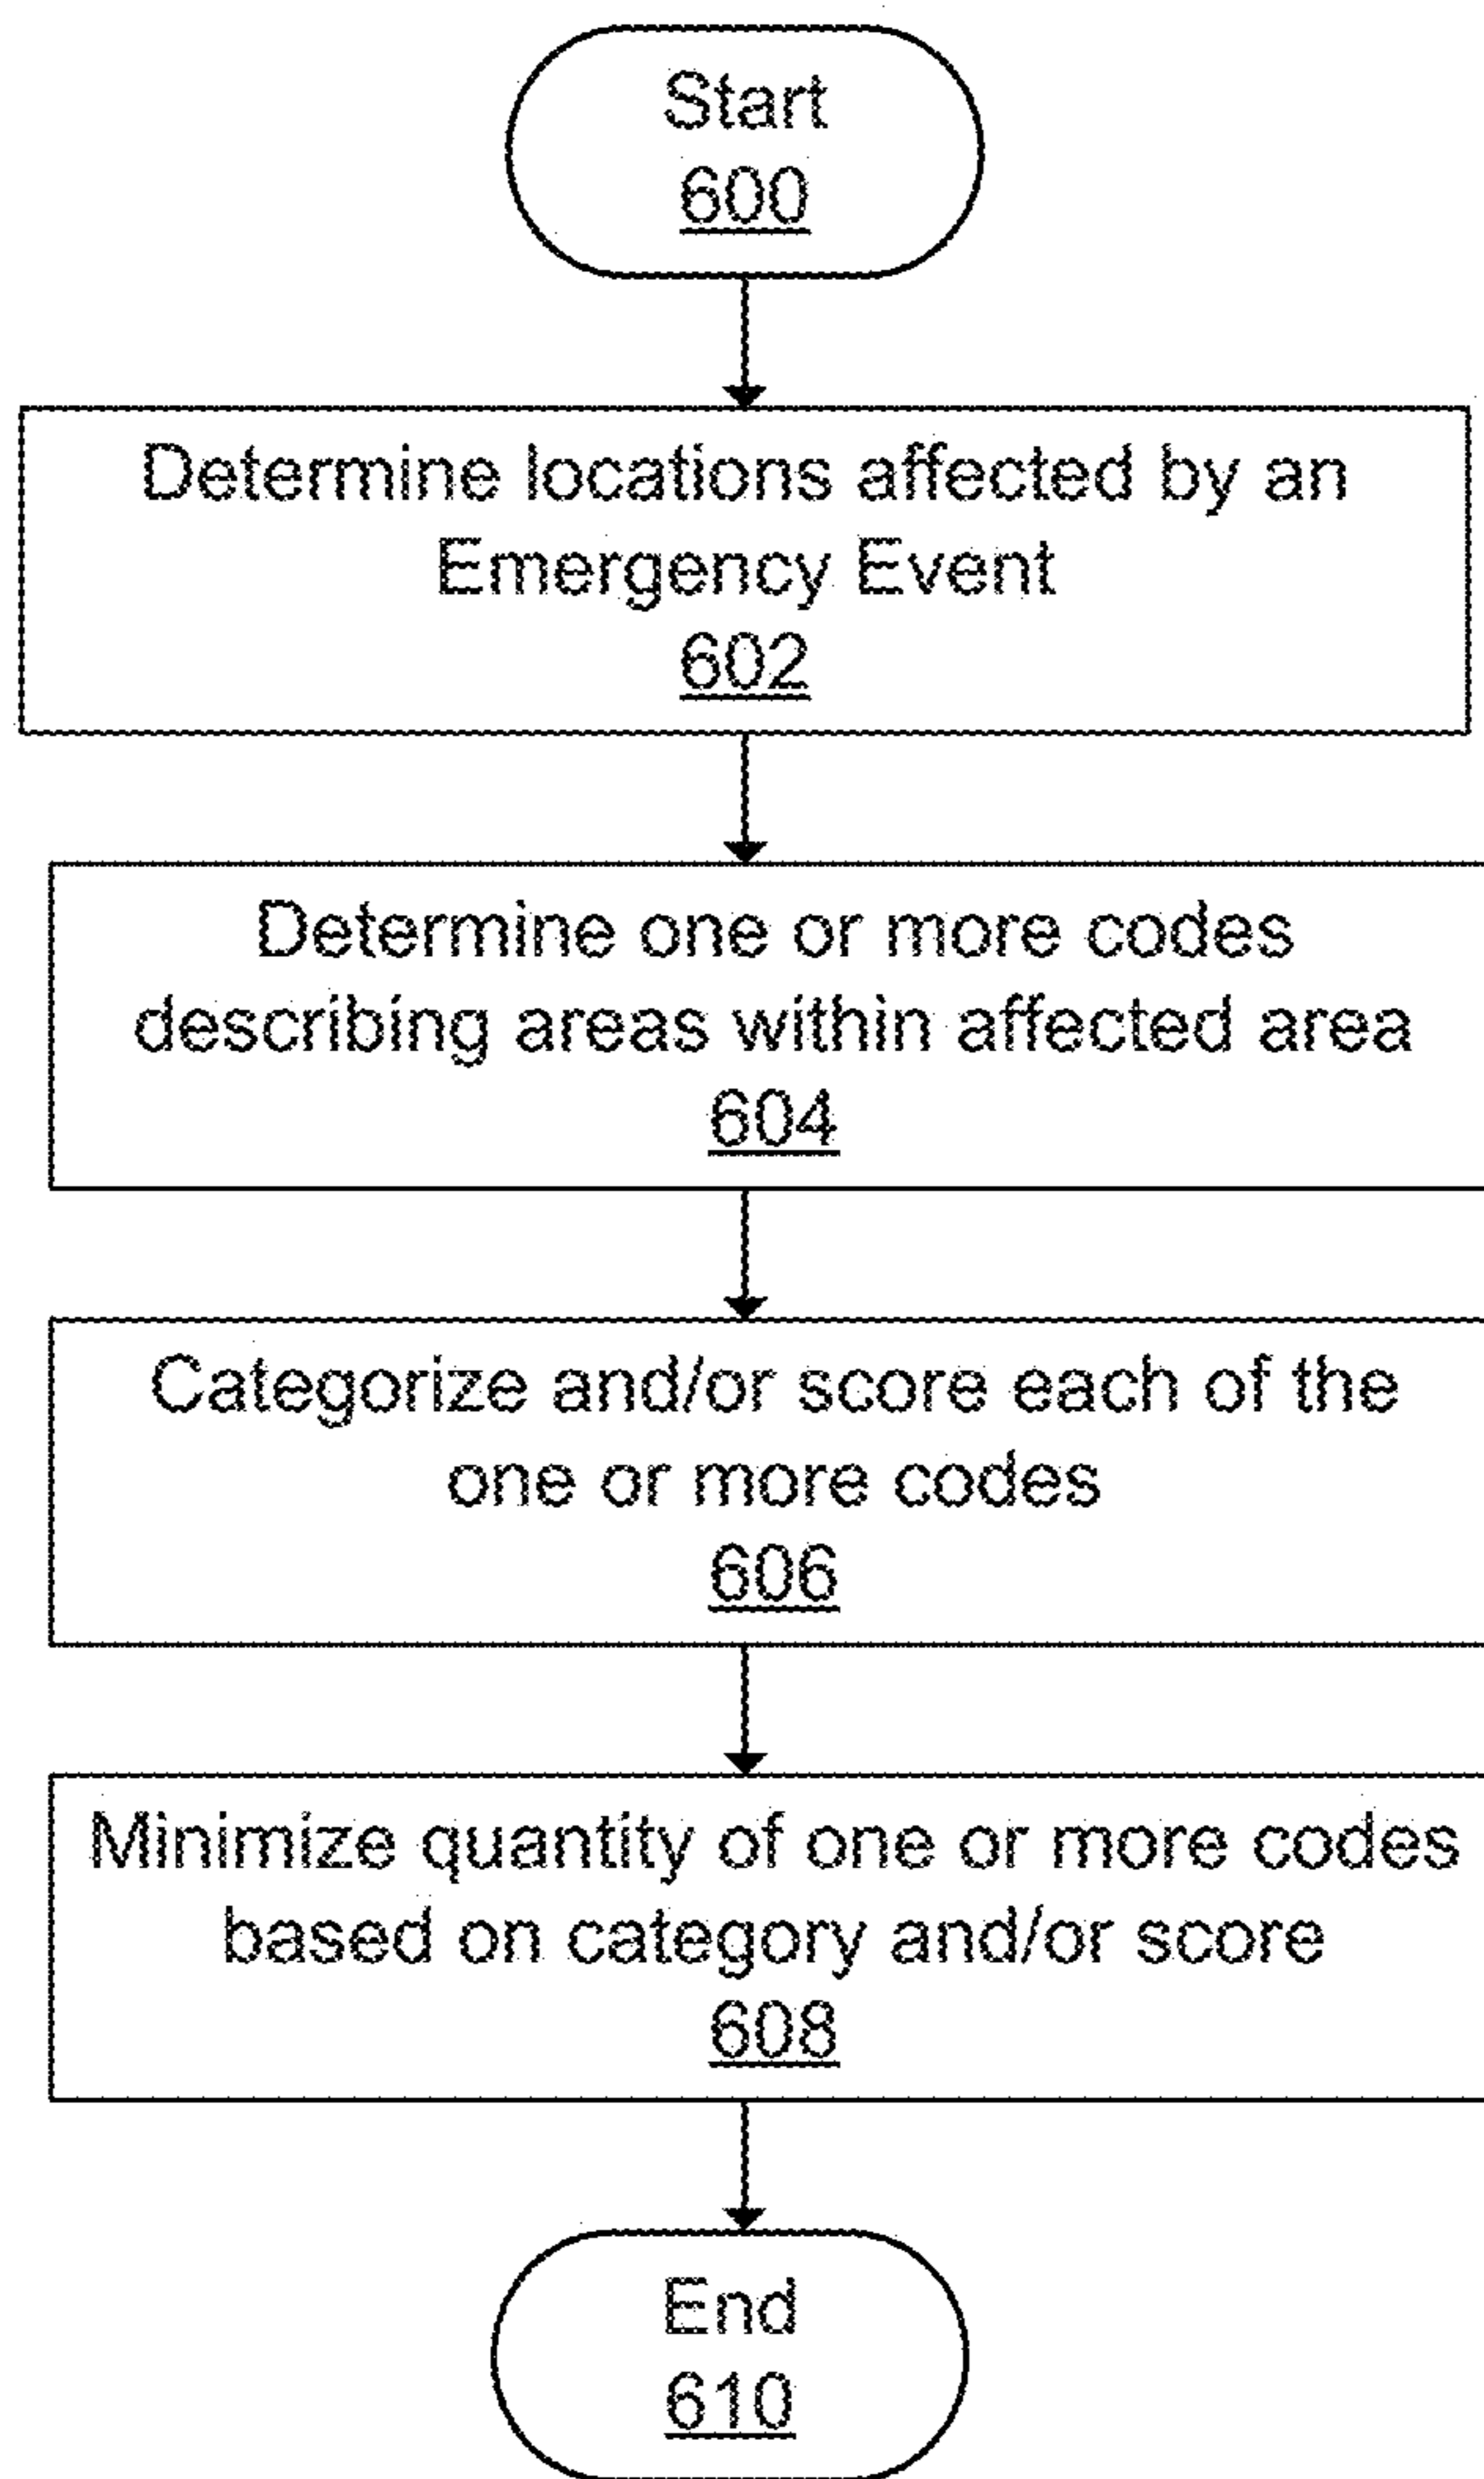 Start
600
Determine locations affected by an
Emergency Event
602
Determine one or more codes
describing areas within affected area
604
Categorize and/or score each of the
one or more codes
606
Minimize quantity of one or more codes
based on category and/or score
608
End
610